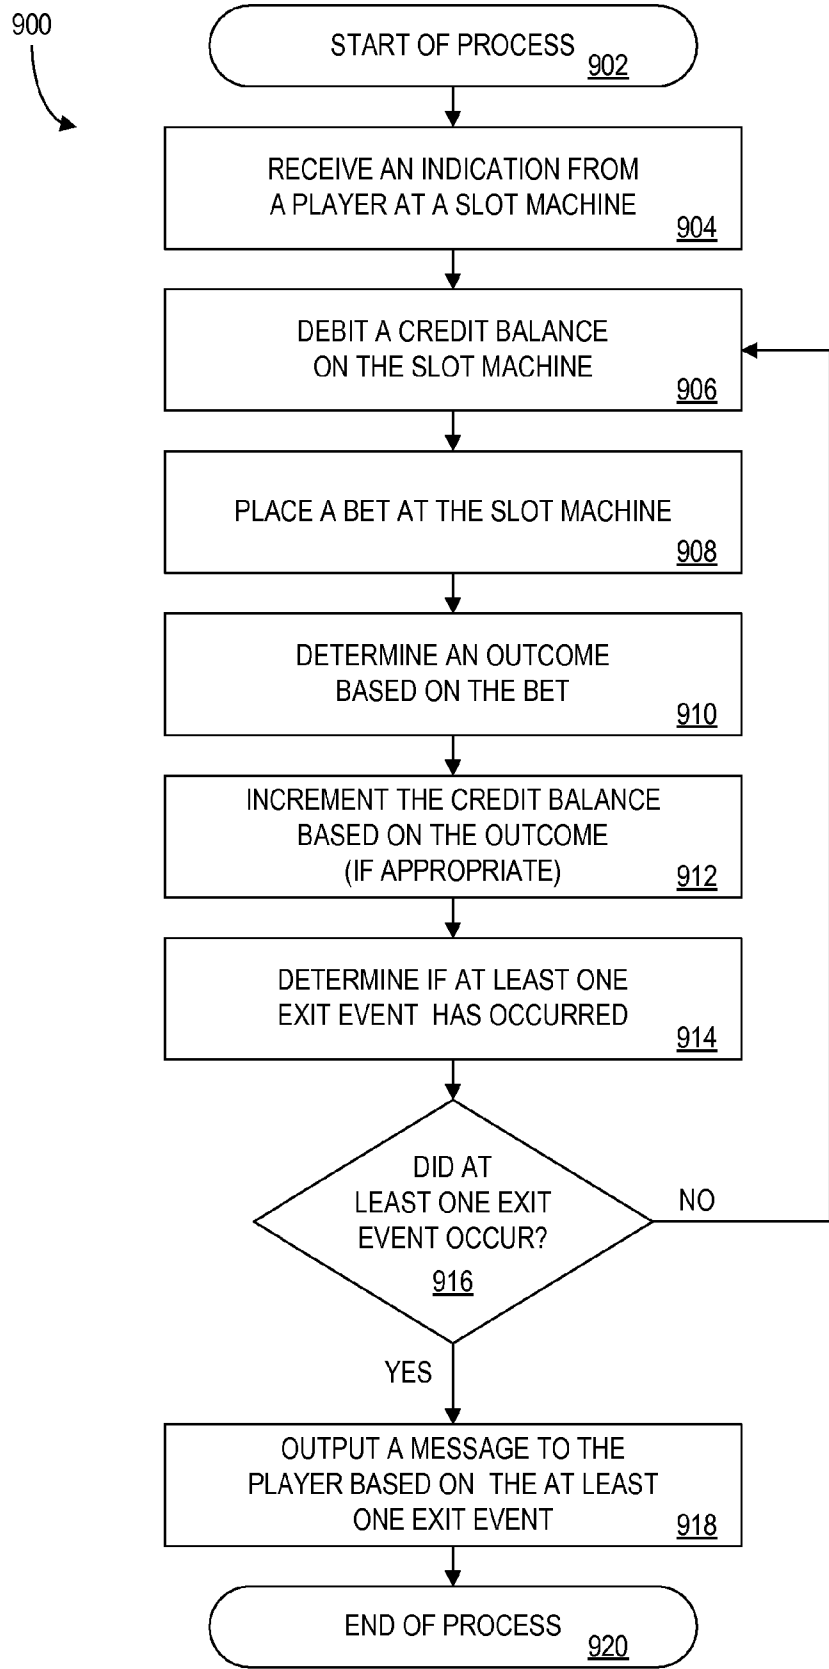 900
START OF PROCESS
902
RECEIVE AN INDICATION FROM
A PLAYER AT A SLOT MACHINE
904
DEBIT A CREDIT BALANCE
ON THE SLOT MACHINE
906
PLACE A BET AT THE SLOT MACHINE
908
DETERMINE AN OUTCOME
BASED ON THE BET
910
INCREMENT THE CREDIT BALANCE
BASED ON THE OUTCOME
(IF APPROPRIATE)
912
DETERMINE IF AT LEAST ONE
EXIT EVENT HAS OCCURRED
914
DID AT
LEAST ONE EXIT
EVENT OCCUR?
916
NO
YES
OUTPUT A MESSAGE TO THE
PLAYER BASED ON THE AT LEAST
ONE EXIT EVENT
918
END OF PROCESS
920